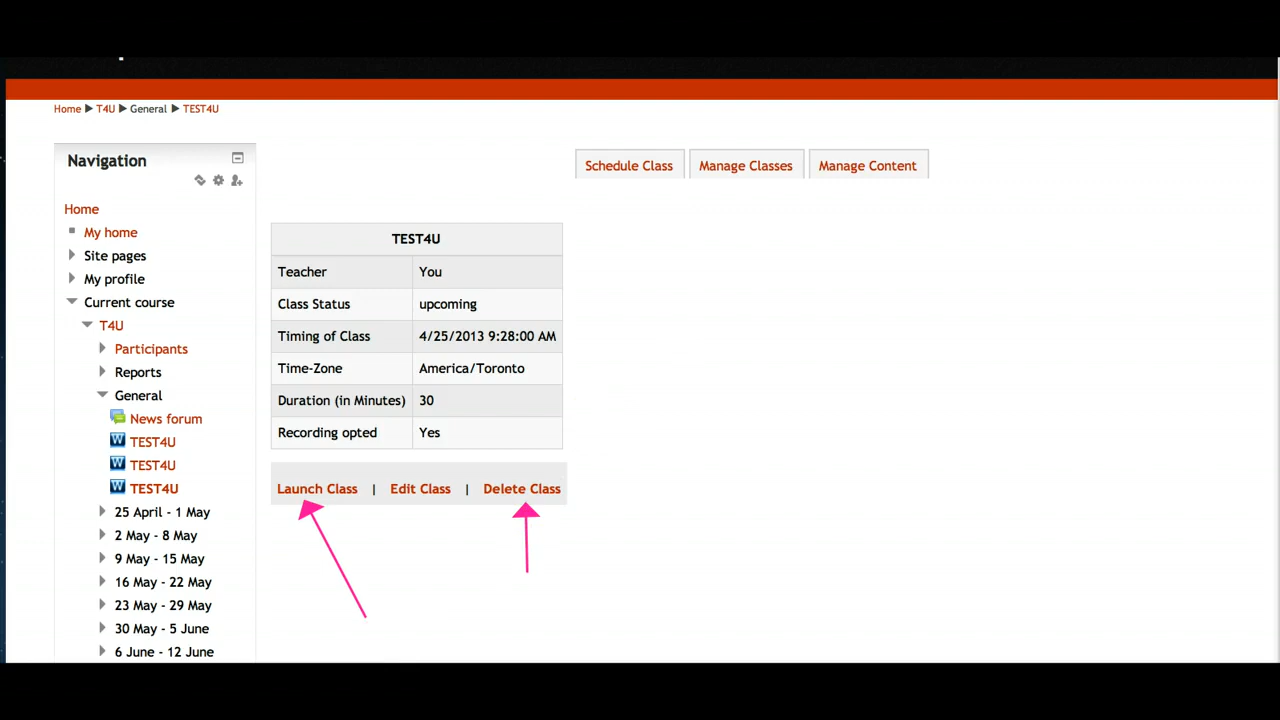 Home ▶ T4U ▶ General ▶ TEST4U
Navigation
Home
My home
Site pages
My profile
Current course
T4U
Participants
Reports
General
News forum
TEST4U
TEST4U
TEST4U
25 April - 1 May
2 May - 8 May
9 May - 15 May
16 May - 22 May
23 May - 29 May
30 May - 5 June
6 June - 12 June
Schedule Class Manage Classes Manage Content
TEST4U
Teacher You
Class Status upcoming
Timing of Class 4/25/2013 9:28:00 AM
Time-Zone America/Toronto
Duration (in Minutes) 30
Recording opted Yes
Launch Class | Edit Class | Delete Class